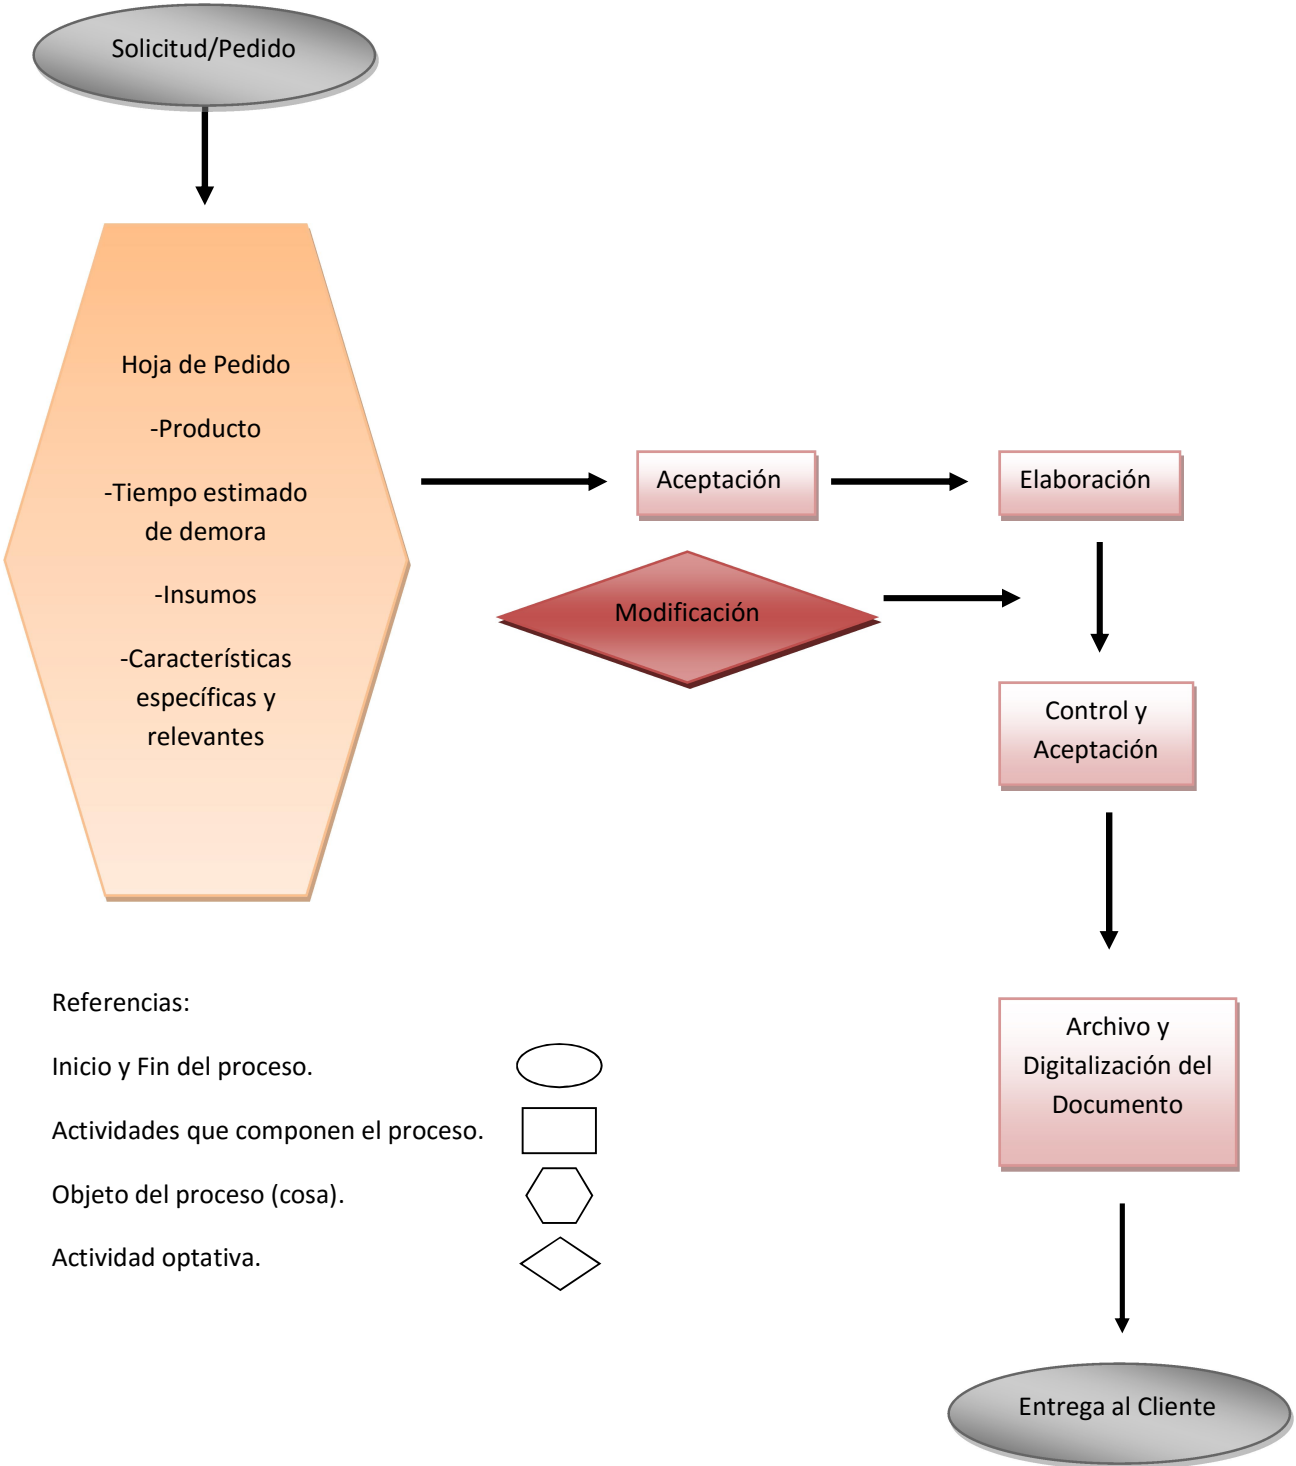 Solicitud/Pedido
Hoja de Pedido
-Producto
-Tiempo estimado
de demora
-Insumos
-Característicias
específicas y
relevantes
Aceptación
Elaboración
Modificación
Control y
Aceptación
Archivo y
Digitalización del
Documento
Entrega al Cliente
Referencias:
Inicio y Fin del proceso.
Actividades que componen el proceso.
Objeto del proceso (cosa).
Actividad optativa.